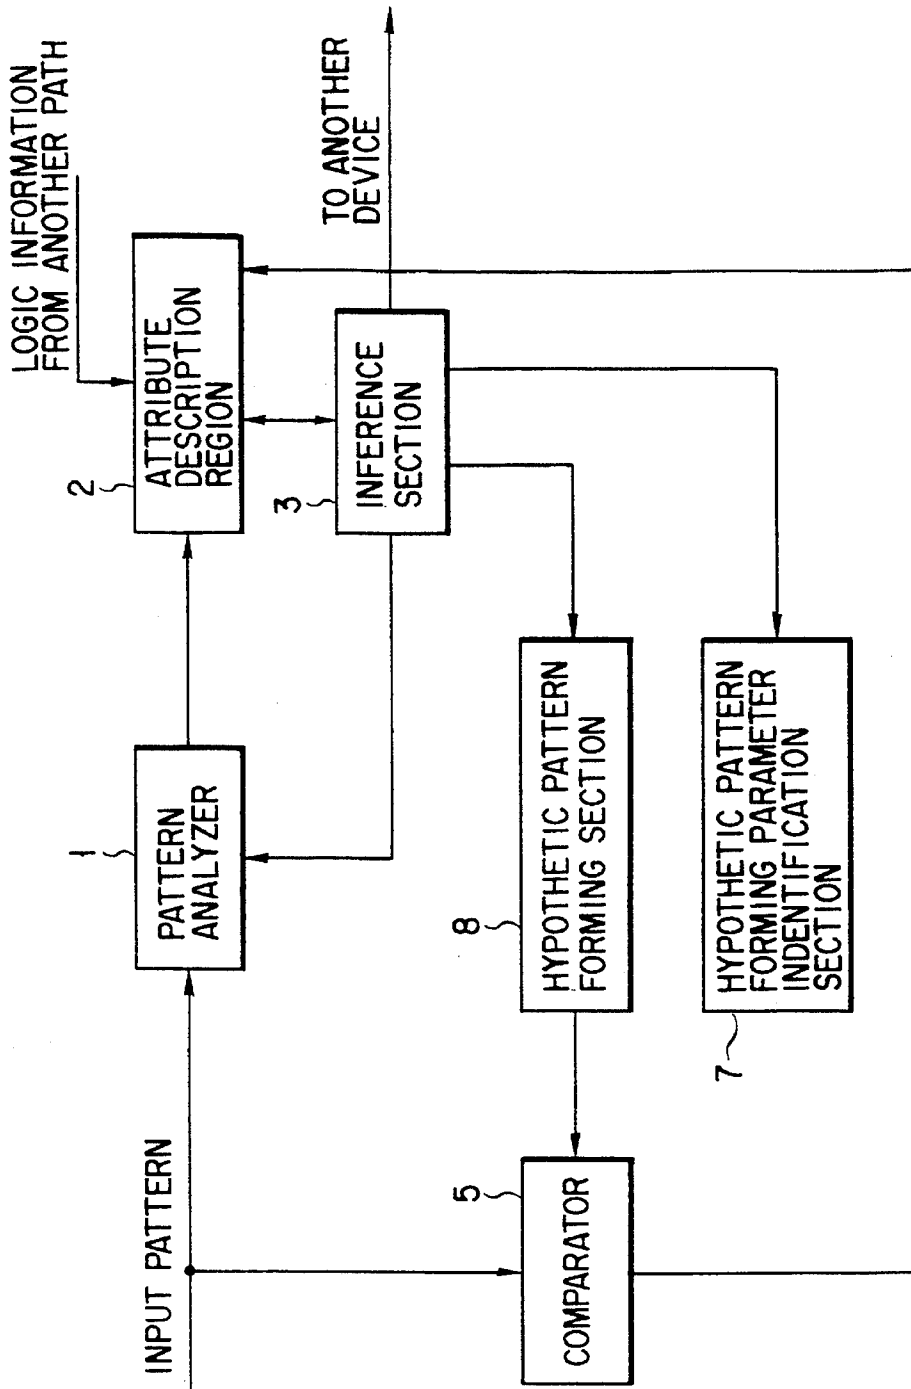 LOGIC INFORMATION
FROM ANOTHER PATH
INPUT PATTERN
1
PATTERN
ANALYZER
2
ATTRIBUTE
DESCRIPTION
REGION
TO ANOTHER
DEVICE
3
INFERENCE
SECTION
5
COMPARATOR
8
HYPOTHETIC PATTERN
FORMING SECTION
7
HYPOTHETIC PATTERN
FORMING PARAMETER
INDENTIFICATION
SECTION